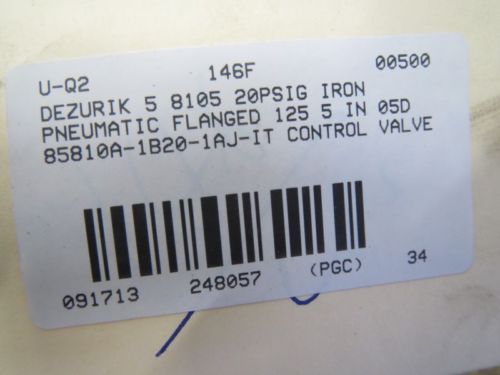 U-Q2 146F 00500
DEZURIK 5 8105 20PSIG IRON
PNEUMATIC FLANGED 125 5 IN 05D
85810A-1B20-1AJ-IT CONTROL VALVE
091713 248057 (PGC) 34